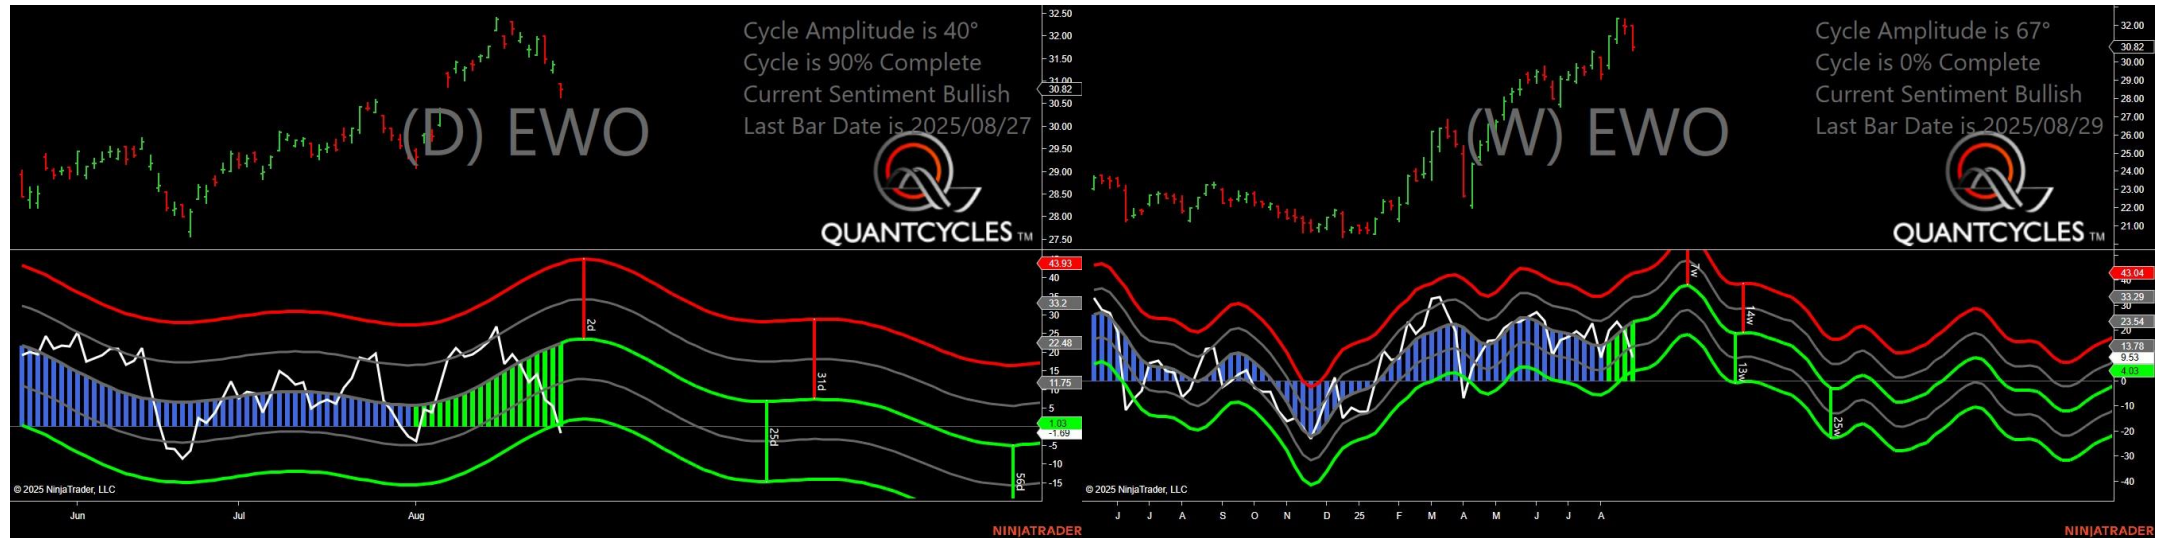 Cycle Amplitude is 40°
Cycle is 90% Complete
Current Sentiment Bullish
Last Bar Date is 2025/08/27
(D) EWO
QUANTCYCLES TM
32.50
32.00
31.50
31.00
30.82
30.50
30.00
29.50
29.00
28.50
28.00
27.50
43.93
40
33.2
30
25
22.48
20
15
11.75
5
1.03
-1.69
-5
-10
-15
2d
31d
25d
56d
© 2025 NinjaTrader, LLC
Jun Jul Aug
NINJATRADER
Cycle Amplitude is 67°
Cycle is 0% Complete
Current Sentiment Bullish
Last Bar Date is 2025/08/29
(W) EWO
QUANTCYCLES TM
32.00
30.82
30.00
29.00
28.00
27.00
26.00
25.00
24.00
23.00
22.00
21.00
43.04
33.29
30
23.54
20
13.78
9.53
4.03
0
-10
-20
-30
-40
7w
14w
13w
25w
© 2025 NinjaTrader, LLC
J J A S O N D 25 F M A M J J A
NINJATRADER